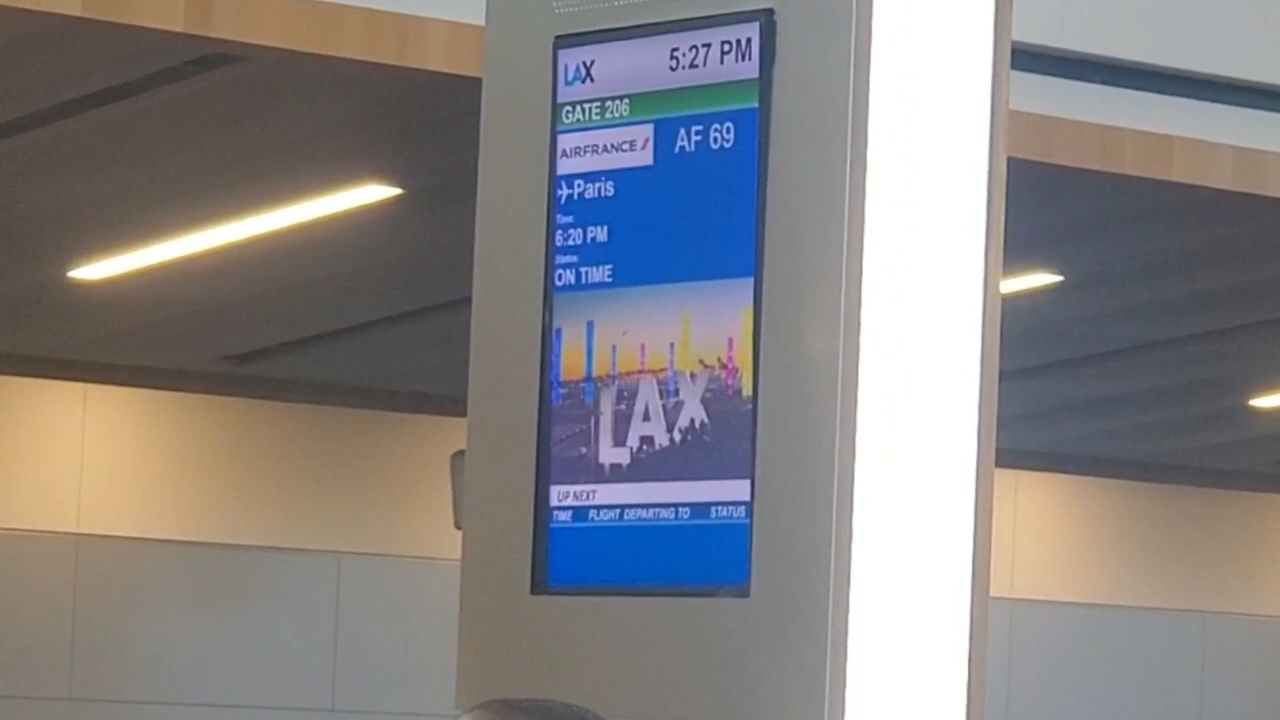 LAX 5:27 PM
GATE 206
AIRFRANCE AF 69
Paris
Time:
6:20 PM
Status:
ON TIME
LAX
UP NEXT
TIME FLIGHT DEPARTING TO STATUS